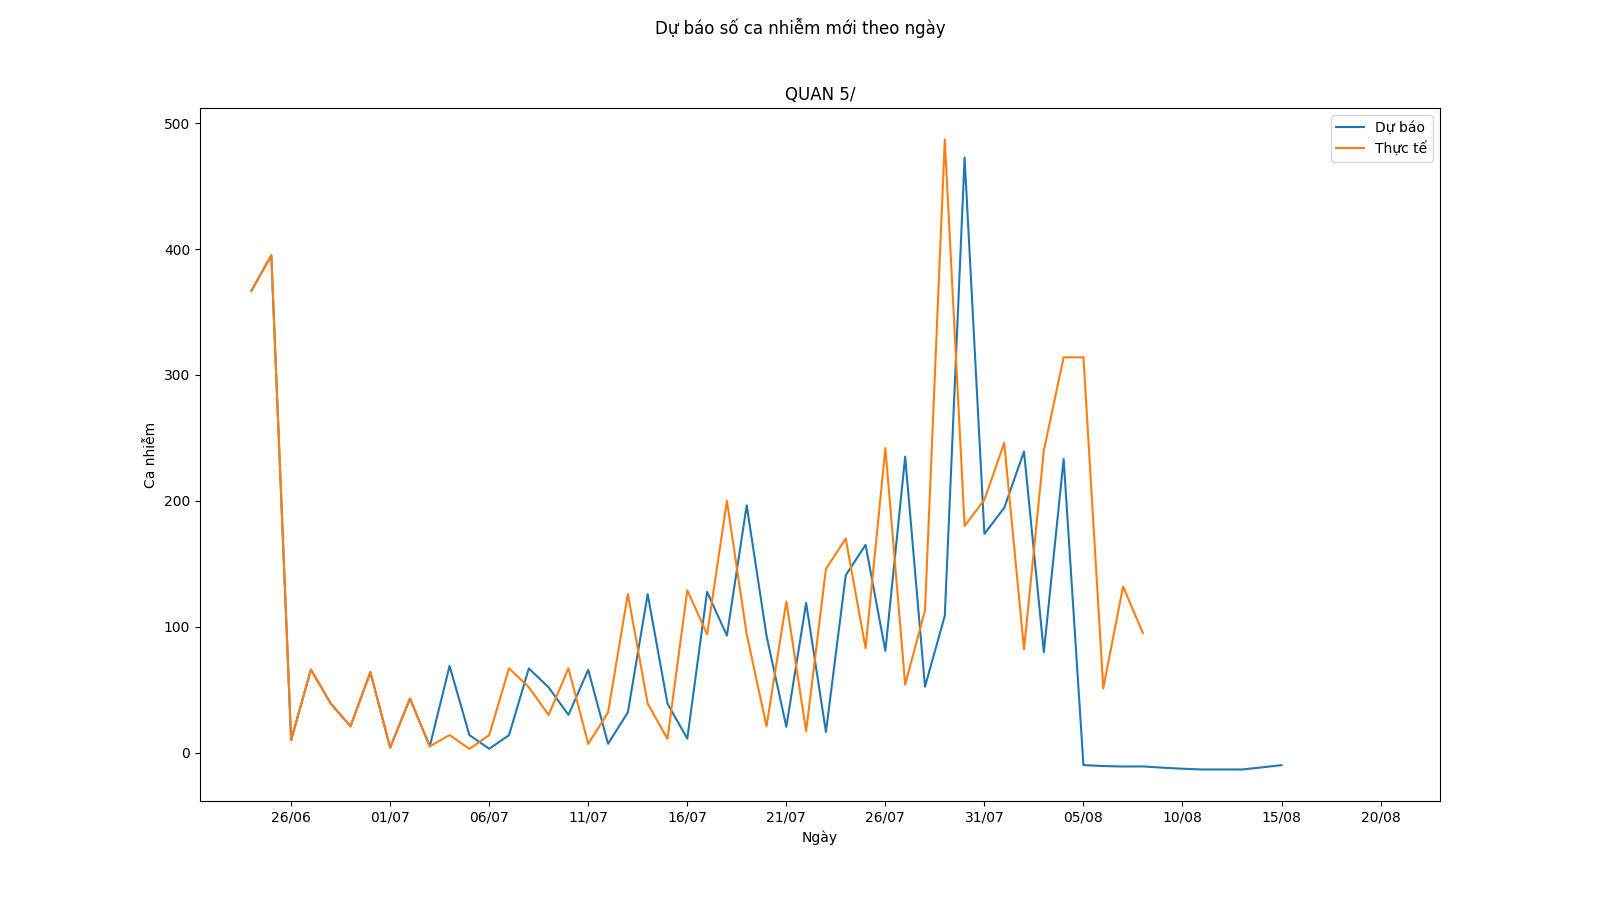 Dự báo số ca nhiễm mới theo ngày
QUAN 5/
Dự báo
Thực tế
500
400
300
200
100
0
Ca nhiễm
26/06 01/07 06/07 11/07 16/07 21/07 26/07 31/07 05/08 10/08 15/08 20/08
Ngày